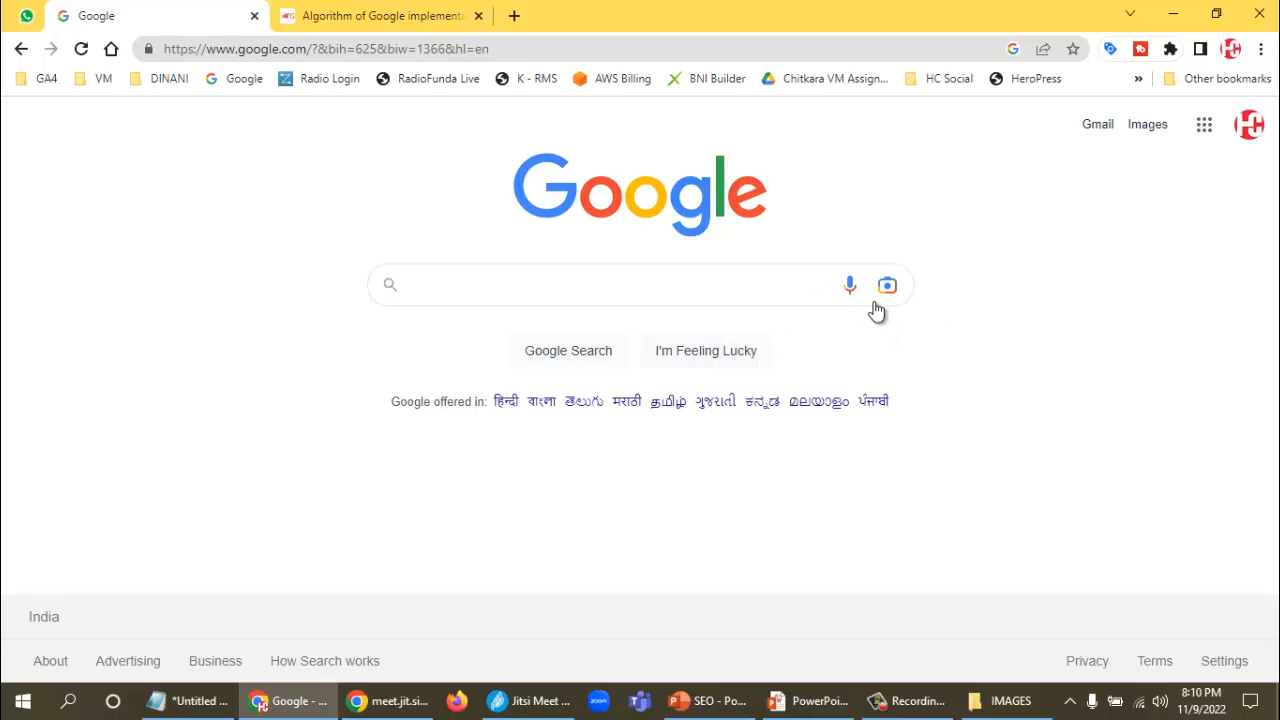 Google
Algorithm of Google implement
https://www.google.com/?&bih=625&biw=1366&hl=en
GA4
VM
DINANI
Google
Radio Login
RadioFunda Live
K - RMS
AWS Billing
BNI Builder
Chitkara VM Assign...
HC Social
HeroPress
»
Other bookmarks
Gmail
Images
HC
Google
Google Search
I'm Feeling Lucky
Google offered in: हिन्दी বাংলা తెలుగు मराठी தமிழ் ગુજરાતી ಕನ್ನಡ മലയാളം ਪੰਜਾਬੀ
India
About
Advertising
Business
How Search works
Privacy
Terms
Settings
*Untitled ...
Google - ...
meet.jit.si...
Jitsi Meet ...
zoom
SEO - Po...
PowerPoi...
Recordin...
IMAGES
8:10 PM
11/9/2022